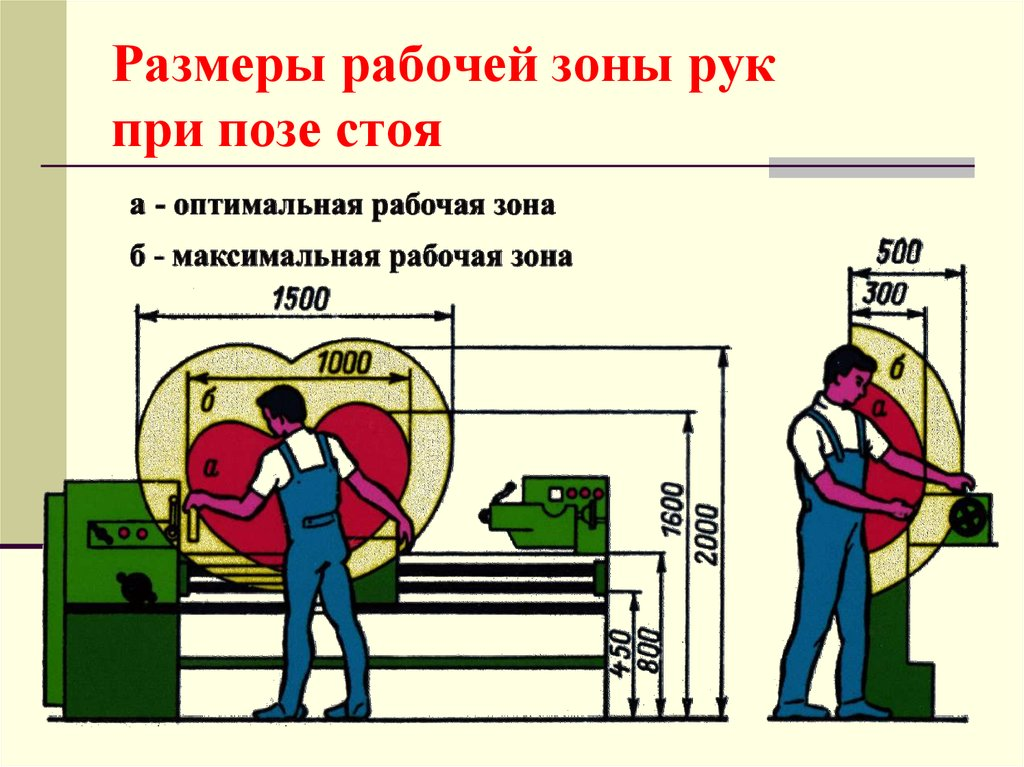 Размеры рабочей зоны рук
при позе стоя
а - оптимальная рабочая зона
б - максимальная рабочая зона
1500
1000
б
а
1600
2000
450
800
500
300
б
а